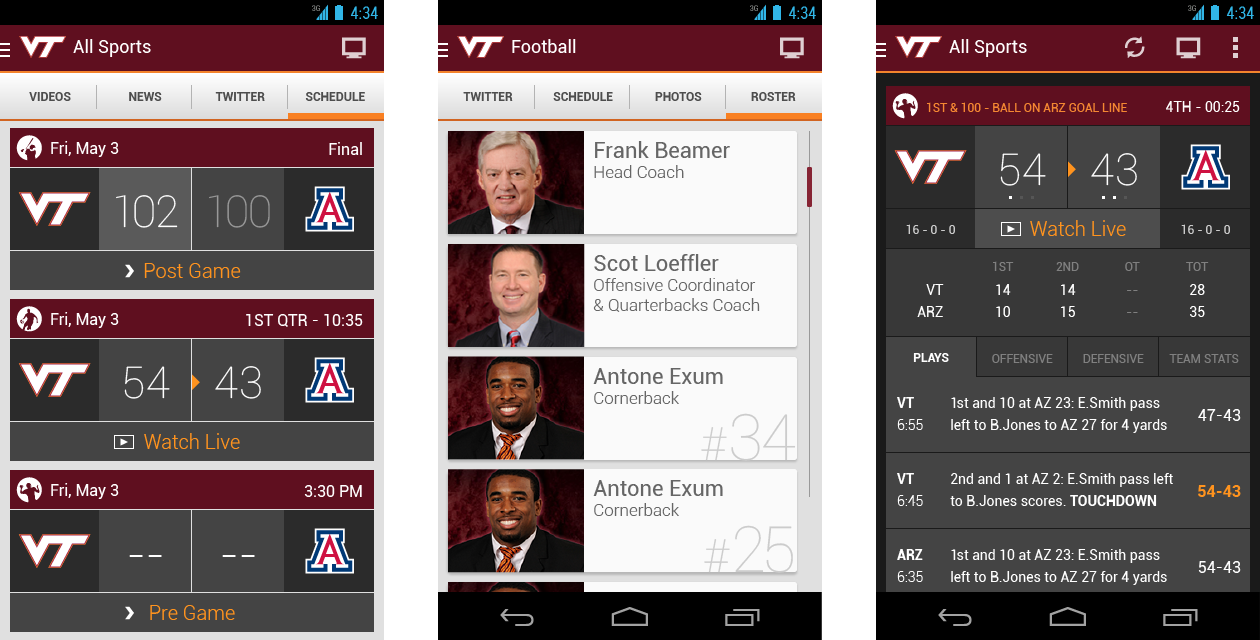 3G 4:34
VT All Sports
VIDEOS NEWS TWITTER SCHEDULE
Fri, May 3 Final
VT 102 100 A
Post Game
Fri, May 3 1ST QTR - 10:35
VT 54 43 A
Watch Live
Fri, May 3 3:30 PM
VT -- -- A
Pre Game
3G 4:34
VT Football
TWITTER SCHEDULE PHOTOS ROSTER
Frank Beamer
Head Coach
Scot Loeffler
Offensive Coordinator
& Quarterbacks Coach
Antone Exum
Cornerback
#34
Antone Exum
Cornerback
#25
3G 4:34
VT All Sports
1ST & 100 - BALL ON ARZ GOAL LINE 4TH - 00:25
VT 54 43 A
16 - 0 - 0 Watch Live 16 - 0 - 0
1ST 2ND OT TOT
VT 14 14 -- 28
ARZ 10 15 -- 35
PLAYS OFFENSIVE DEFENSIVE TEAM STATS
VT 1st and 10 at AZ 23: E.Smith pass 47-43
6:55 left to B.Jones to AZ 27 for 4 yards
VT 2nd and 1 at AZ 2: E.Smith pass left 54-43
6:45 to B.Jones scores. TOUCHDOWN
ARZ 1st and 10 at AZ 23: E.Smith pass 54-43
6:35 left to B.Jones to AZ 27 for 4 yards